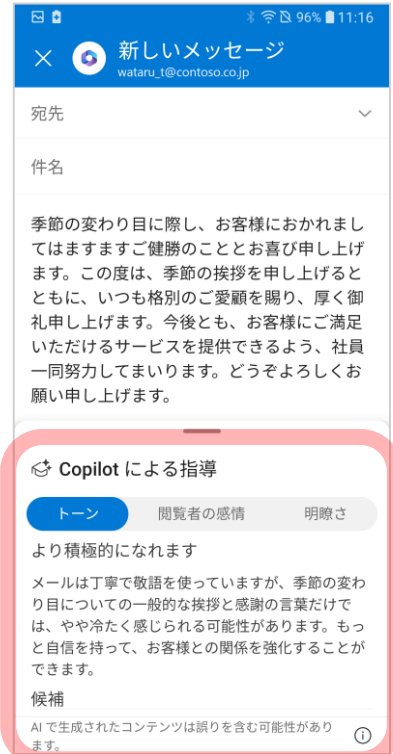 96% 11:16
新しいメッセージ
wataru_t@contoso.co.jp
宛先
件名
季節の変わり目に際し、お客様におかれまし
てはますますご健勝のこととお喜び申し上げ
ます。この度は、季節の挨拶を申し上げると
ともに、いつも格別のご愛顧を賜り、厚く御
礼申し上げます。今後とも、お客様にご満足
いただけるサービスを提供できるよう、社員
一同努力してまいります。どうぞよろしくお
願い申し上げます。
Copilot による指導
トーン 閲覧者の感情 明瞭さ
より積極的になれます
メールは丁寧で敬語を使っていますが、季節の変わ
り目についての一般的な挨拶と感謝の言葉だけで
は、やや冷たく感じられる可能性があります。もっ
と自信を持って、お客様との関係を強化することが
できます。
候補
AI で生成されたコンテンツは誤りを含む可能性があり
ます。